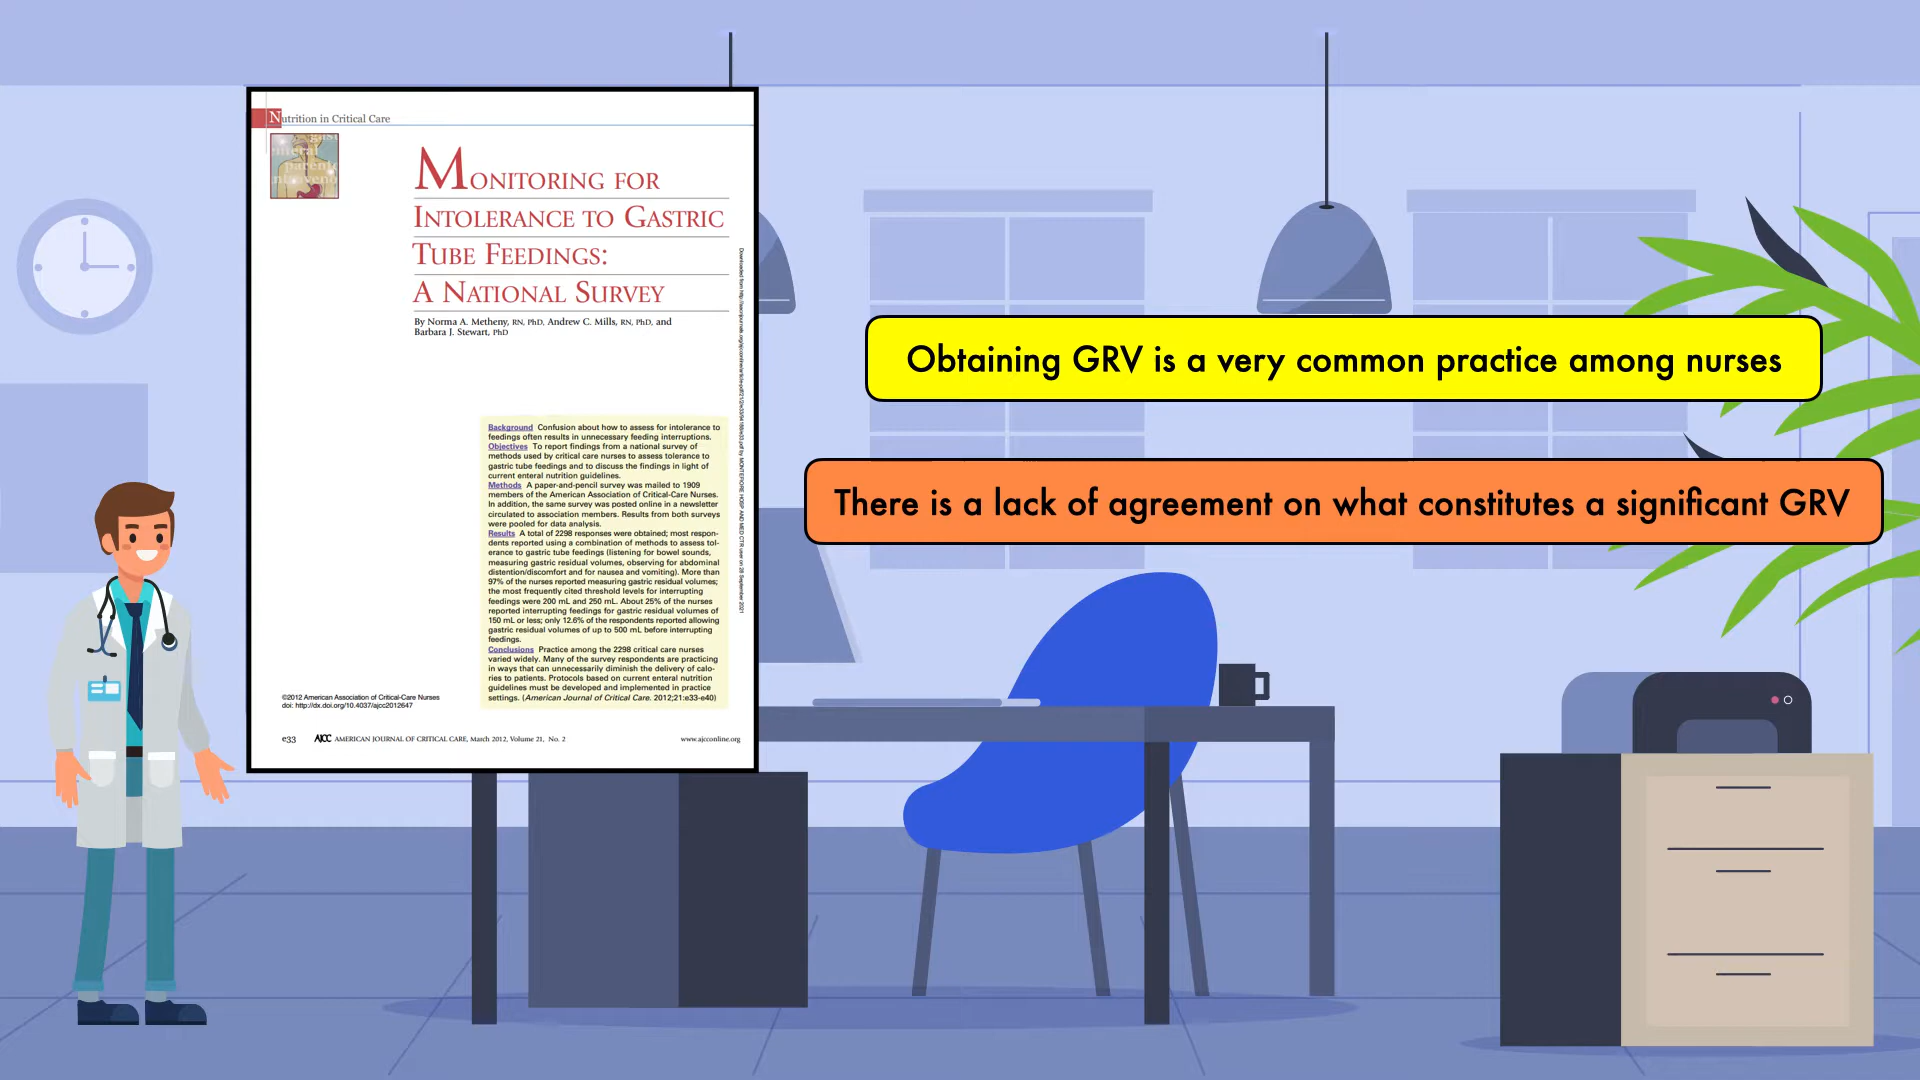 Nutrition in Critical Care
MONITORING FOR
INTOLERANCE TO GASTRIC
TUBE FEEDINGS:
A NATIONAL SURVEY
By Norma A. Metheny, RN, PhD, Andrew C. Mills, RN, PhD, and
Barbara J. Stewart, PhD
Background Confusion about how to assess for intolerance to
feedings often results in unnecessary feeding interruptions.
Objectives To report findings from a national survey of
methods used by critical care nurses to assess tolerance to
gastric tube feedings and to discuss the findings in light of
current enteral nutrition guidelines.
Methods A paper-and-pencil survey was mailed to 1909
members of the American Association of Critical-Care Nurses.
In addition, the same survey was posted online in a newsletter
circulated to association members. Results from both surveys
were pooled for data analysis.
Results A total of 2298 responses were obtained; most respon-
dents reported using a combination of methods to assess tol-
erance to gastric tube feedings (listening for bowel sounds,
measuring gastric residual volumes, observing for abdominal
distention/discomfort and for nausea and vomiting). More than
97% of the nurses reported measuring gastric residual volumes;
the most frequently cited threshold levels for interrupting
feedings were 200 mL and 250 mL. About 25% of the nurses
reported interrupting feedings for gastric residual volumes of
150 mL or less; only 12.6% of the respondents reported allowing
gastric residual volumes of up to 500 mL before interrupting
feedings.
Conclusions Practice among the 2298 critical care nurses
varied widely. Many of the survey respondents are practicing
in ways that can unnecessarily diminish the delivery of calo-
ries to patients. Protocols based on current enteral nutrition
guidelines must be developed and implemented in practice
settings. (American Journal of Critical Care. 2012;21:e33-e40)
©2012 American Association of Critical-Care Nurses
doi: http://dx.doi.org/10.4037/ajcc2012647
e33 AJCC AMERICAN JOURNAL OF CRITICAL CARE, March 2012, Volume 21, No. 2 www.ajcconline.org
Obtaining GRV is a very common practice among nurses
There is a lack of agreement on what constitutes a significant GRV